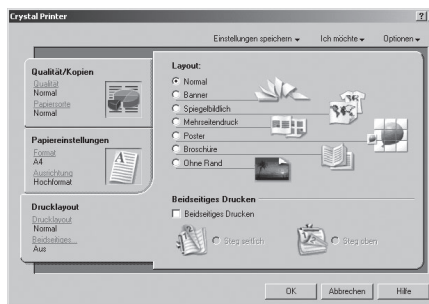 Crystal Printer
?
Einstellungen speichern
Ich möchte
Optionen
Qualität/Kopien
Qualität
Normal
Papiersorte
Normal
Papiereinstellungen
Format
A4
Ausrichtung
Hochformat
Drucklayout
Drucklayout
Normal
Beidseitiges...
Aus
Layout:
Normal
Banner
Spiegelbildlich
Mehrseitendruck
Poster
Broschüre
Ohne Rand
Beidseitiges Drucken
Beidseitiges Drucken
Steg seitlich
Steg oben
OK
Abbrechen
Hilfe